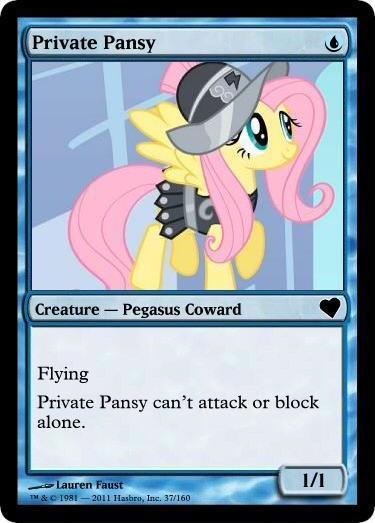 Private Pansy
Creature — Pegasus Coward
Flying
Private Pansy can't attack or block
alone.
Lauren Faust
™ & © 1981 — 2011 Hasbro, Inc. 37/160
1/1